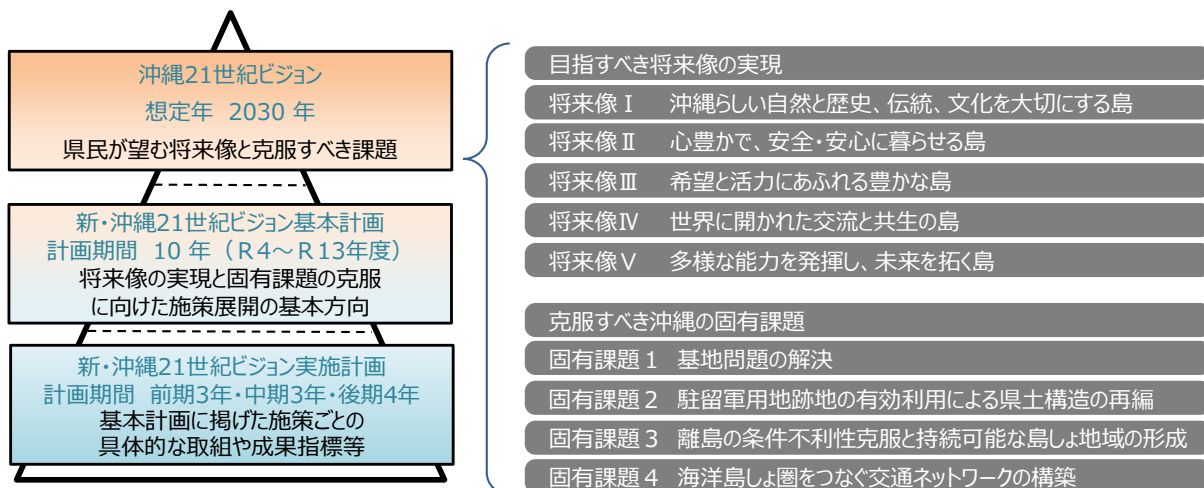 沖縄21世紀ビジョン
想定年 2030 年
県民が望む将来像と克服すべき課題
新・沖縄21世紀ビジョン基本計画
計画期間 10 年（R４～Ｒ13年度）
将来像の実現と固有課題の克服
に向けた施策展開の基本方向
新・沖縄21世紀ビジョン実施計画
計画期間 前期3年・中期3年・後期4年
基本計画に掲げた施策ごとの
具体的な取組や成果指標等
目指すべき将来像の実現
将来像Ⅰ 沖縄らしい自然と歴史、伝統、文化を大切にする島
将来像Ⅱ 心豊かで、安全・安心に暮らせる島
将来像Ⅲ 希望と活力にあふれる豊かな島
将来像Ⅳ 世界に開かれた交流と共生の島
将来像Ⅴ 多様な能力を発揮し、未来を拓く島
克服すべき沖縄の固有課題
固有課題１ 基地問題の解決
固有課題２ 駐留軍用地跡地の有効利用による県土構造の再編
固有課題３ 離島の条件不利性克服と持続可能な島しょ地域の形成
固有課題４ 海洋島しょ圏をつなぐ交通ネットワークの構築